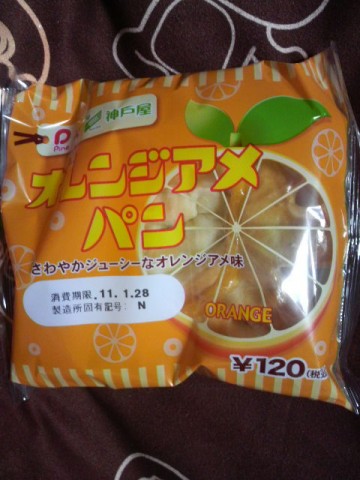 神戸屋
オレンジアメ
パン
さわやかジューシーなオレンジアメ味
消費期限.11.1.28
製造所固有記号: N
ORANGE
¥120(税込)